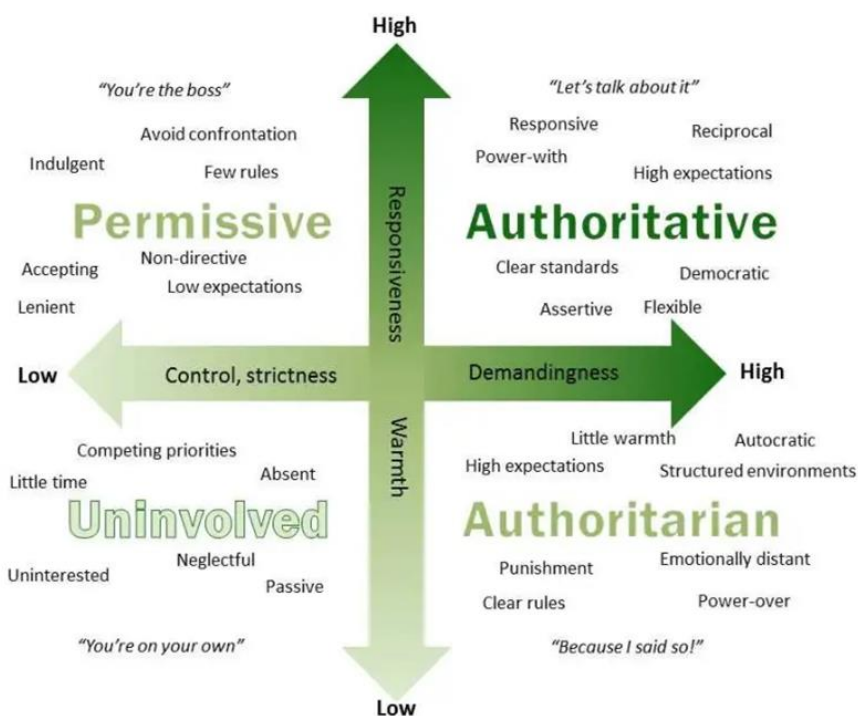 High
“You’re the boss”
Avoid confrontation
Indulgent
Few rules
Permissive
Accepting
Non-directive
Low expectations
Lenient
“Let’s talk about it”
Responsive
Reciprocal
Power-with
High expectations
Authoritative
Clear standards
Democratic
Assertive
Flexible
Responsiveness
Low
Control, strictness
Demandingness
High
Warmth
Competing priorities
Little time
Absent
Uninvolved
Neglectful
Uninterested
Passive
“You’re on your own”
Little warmth
Autocratic
High expectations
Structured environments
Authoritarian
Punishment
Emotionally distant
Clear rules
Power-over
“Because I said so!”
Low